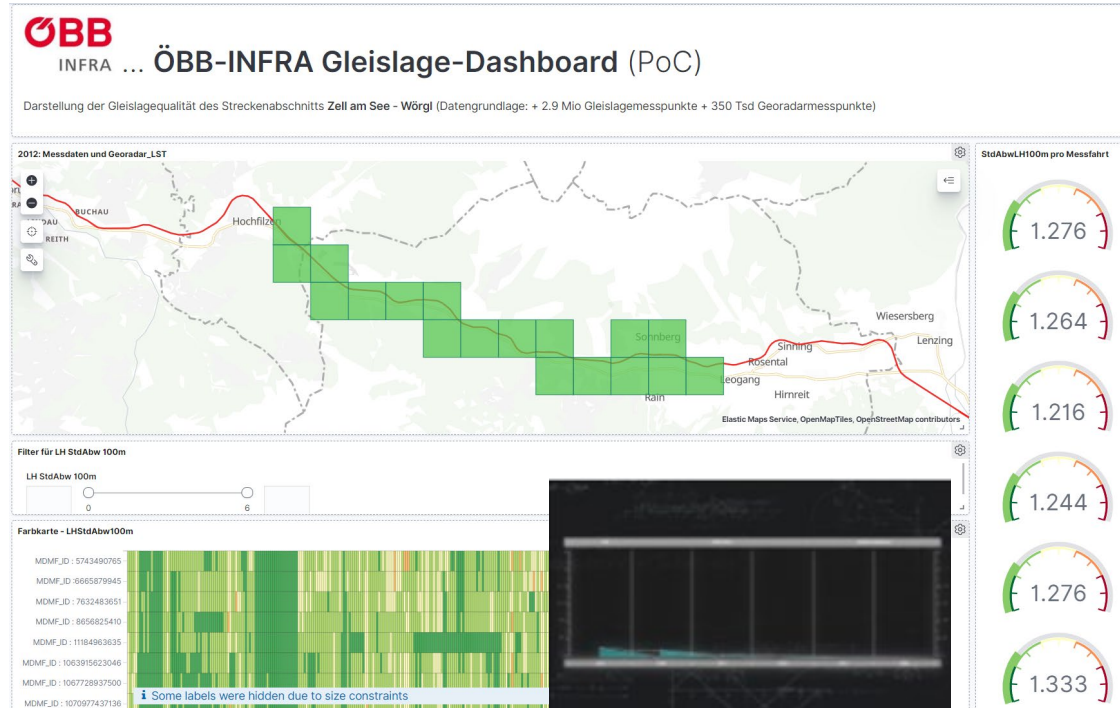 ÖBB
INFRA ... ÖBB-INFRA Gleislage-Dashboard (PoC)
Darstellung der Gleislagequalität des Streckenabschnitts Zell am See - Wörgl (Datengrundlage: + 2.9 Mio Gleislagemesspunkte + 350 Tsd Georadarmesspunkte)
2012: Messdaten und Georadar_LST
StdAbwLH100m pro Messfahrt
BUCHAU
REITH
Hochfilzen
Sonnberg
Rain
Leogang
Rosental
Sinning
Hirnreit
Wiesersberg
Lenzing
Elastic Maps Service, OpenMapTiles, OpenStreetMap contributors
1.276
1.264
1.216
1.244
1.276
1.333
Filter für LH StdAbw 100m
LH StdAbw 100m
0
6
Farbkarte - LHStdAbw100m
MDMF_ID : 5743490765
MDMF_ID :6665879945
MDMF_ID : 7632483651
MDMF_ID : 8656825410
MDMF_ID : 11184963635
MDMF_ID : 1063915623046
MDMF_ID : 1067728937500
MDMF_ID : 1070977437136
Some labels were hidden due to size constraints